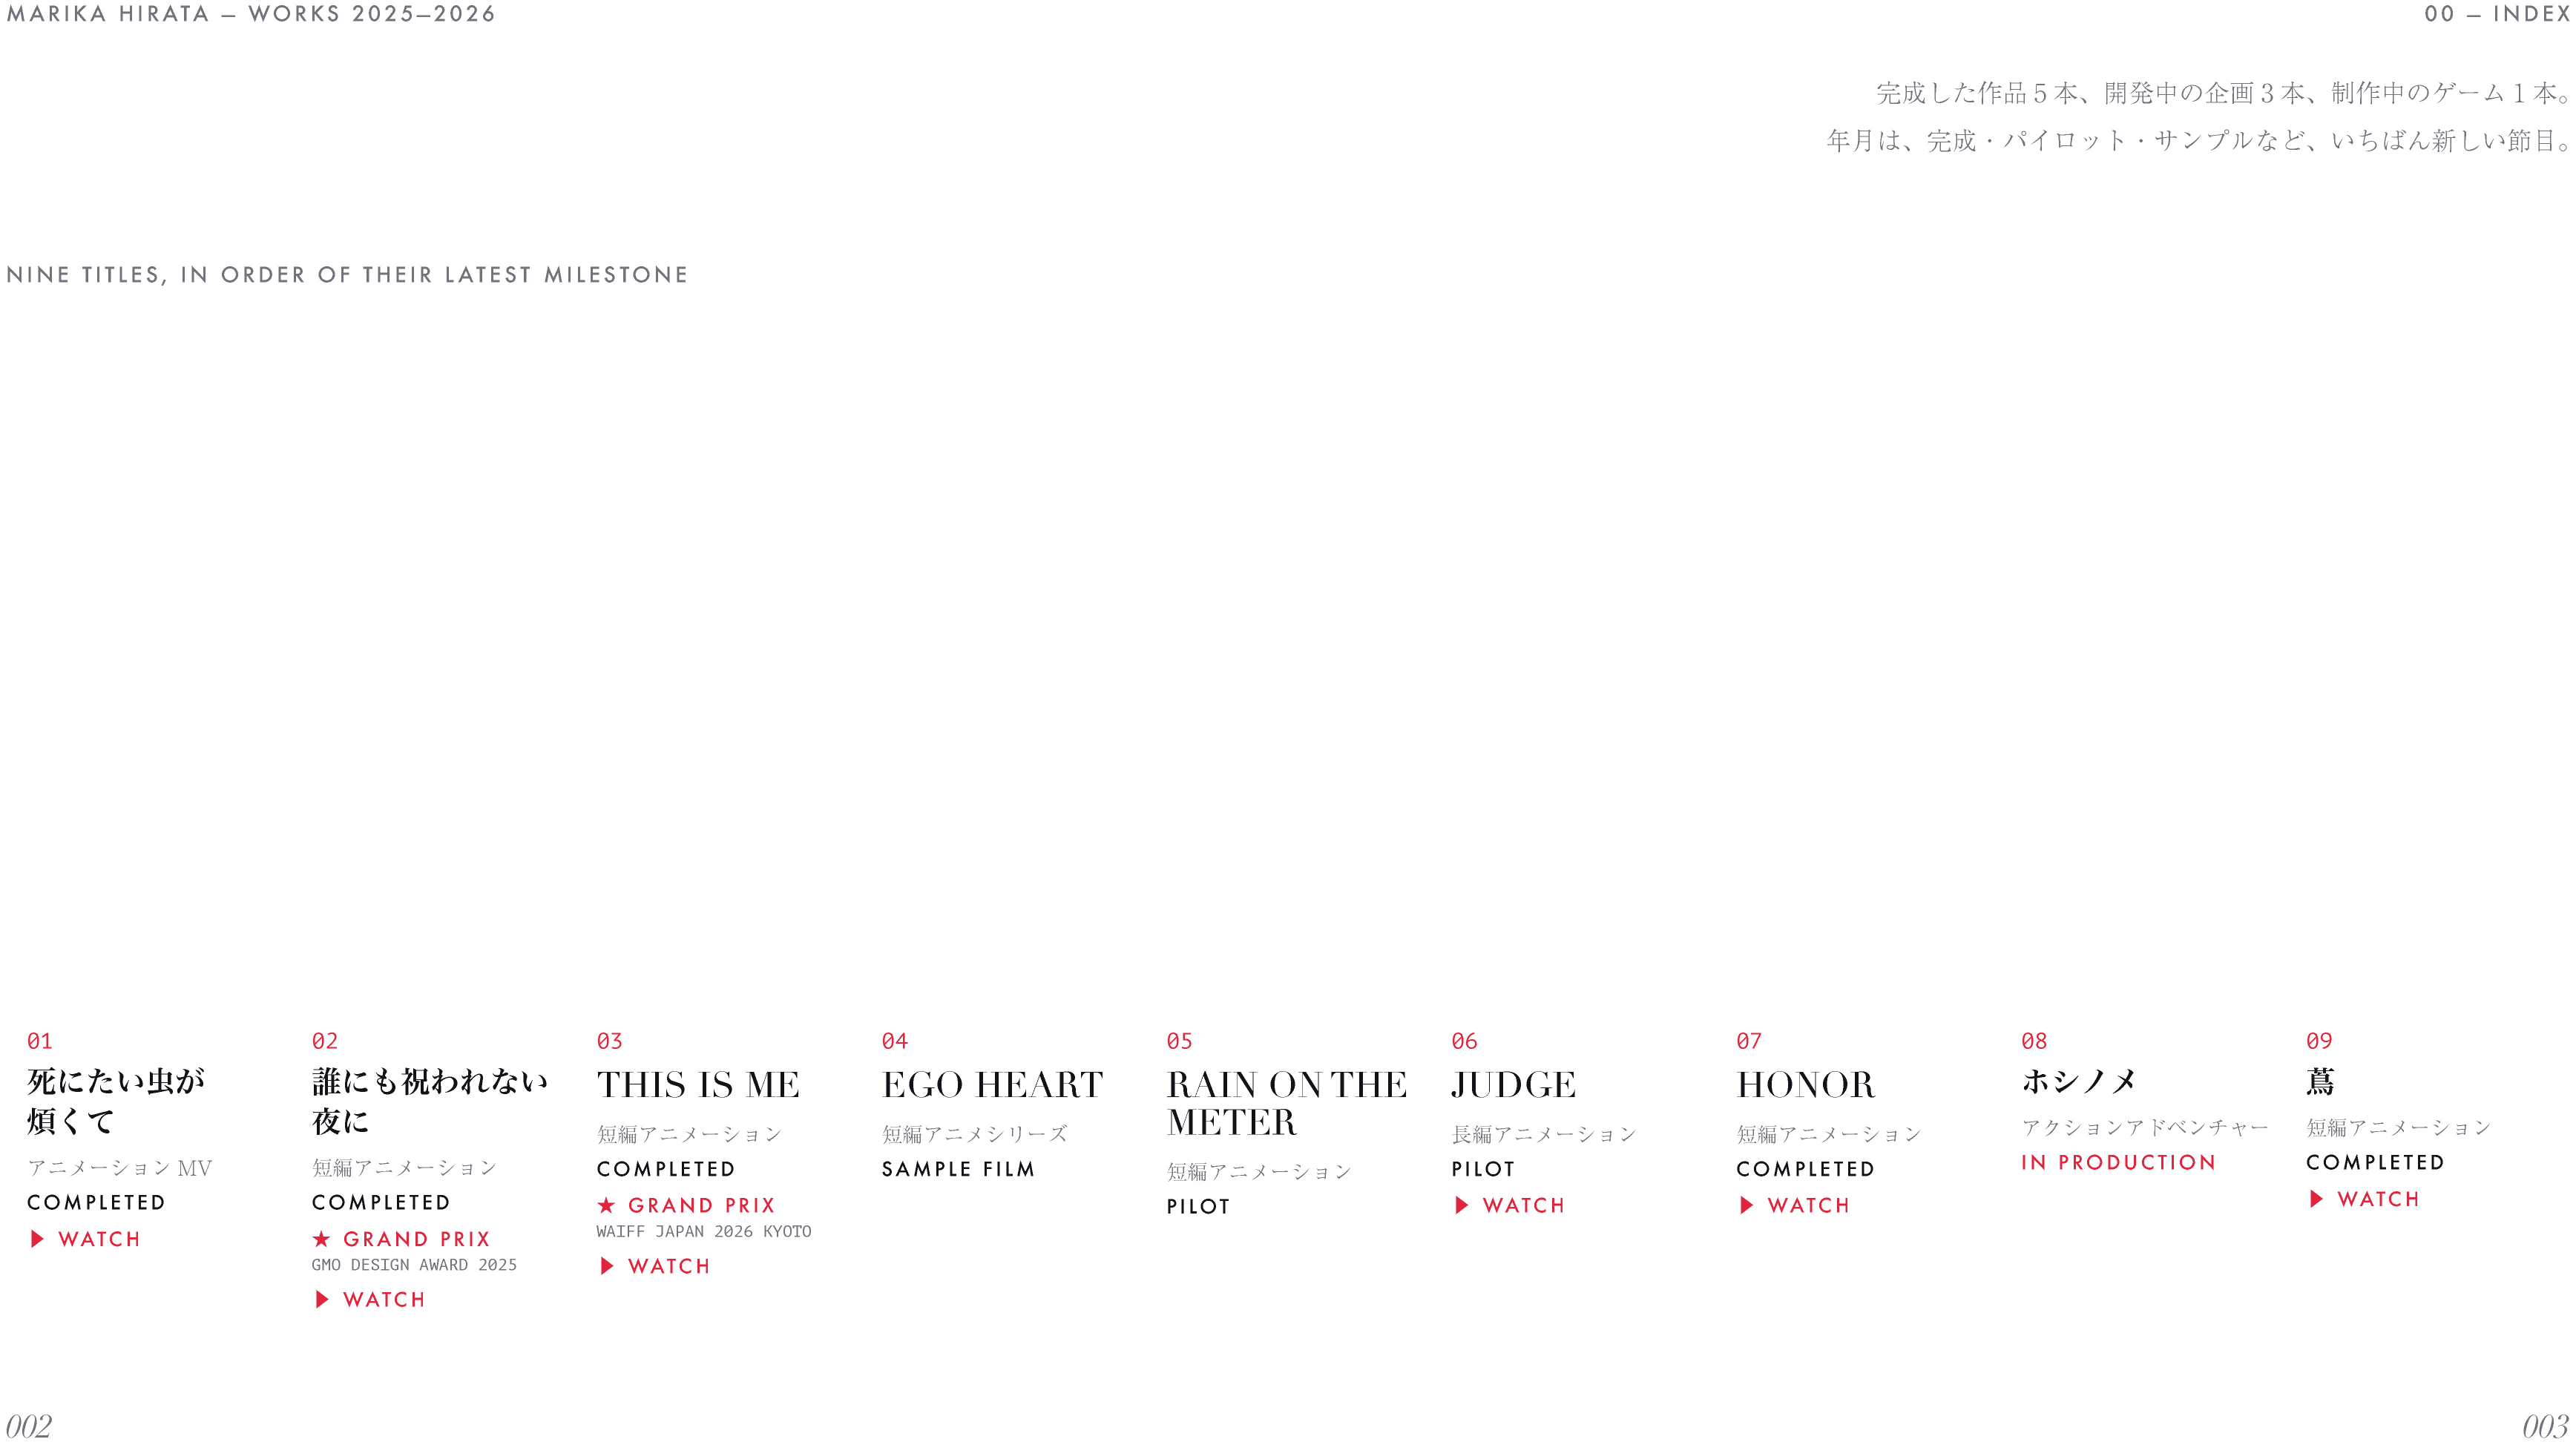 MARIKA HIRATA – WORKS 2025–2026
00 – INDEX
完成した作品5本、開発中の企画3本、制作中のゲーム1本。
年月は、完成・パイロット・サンプルなど、いちばん新しい節目。
NINE TITLES, IN ORDER OF THEIR LATEST MILESTONE
01
死にたい虫が
煩くて
アニメーション MV
COMPLETED
▶ WATCH
02
誰にも祝われない
夜に
短編アニメーション
COMPLETED
★ GRAND PRIX
GMO DESIGN AWARD 2025
▶ WATCH
03
THIS IS ME
短編アニメーション
COMPLETED
★ GRAND PRIX
WAIFF JAPAN 2026 KYOTO
▶ WATCH
04
EGO HEART
短編アニメシリーズ
SAMPLE FILM
05
RAIN ON THE
METER
短編アニメーション
PILOT
06
JUDGE
長編アニメーション
PILOT
▶ WATCH
07
HONOR
短編アニメーション
COMPLETED
▶ WATCH
08
ホシノメ
アクションアドベンチャー
IN PRODUCTION
09
蔦
短編アニメーション
COMPLETED
▶ WATCH
002
003